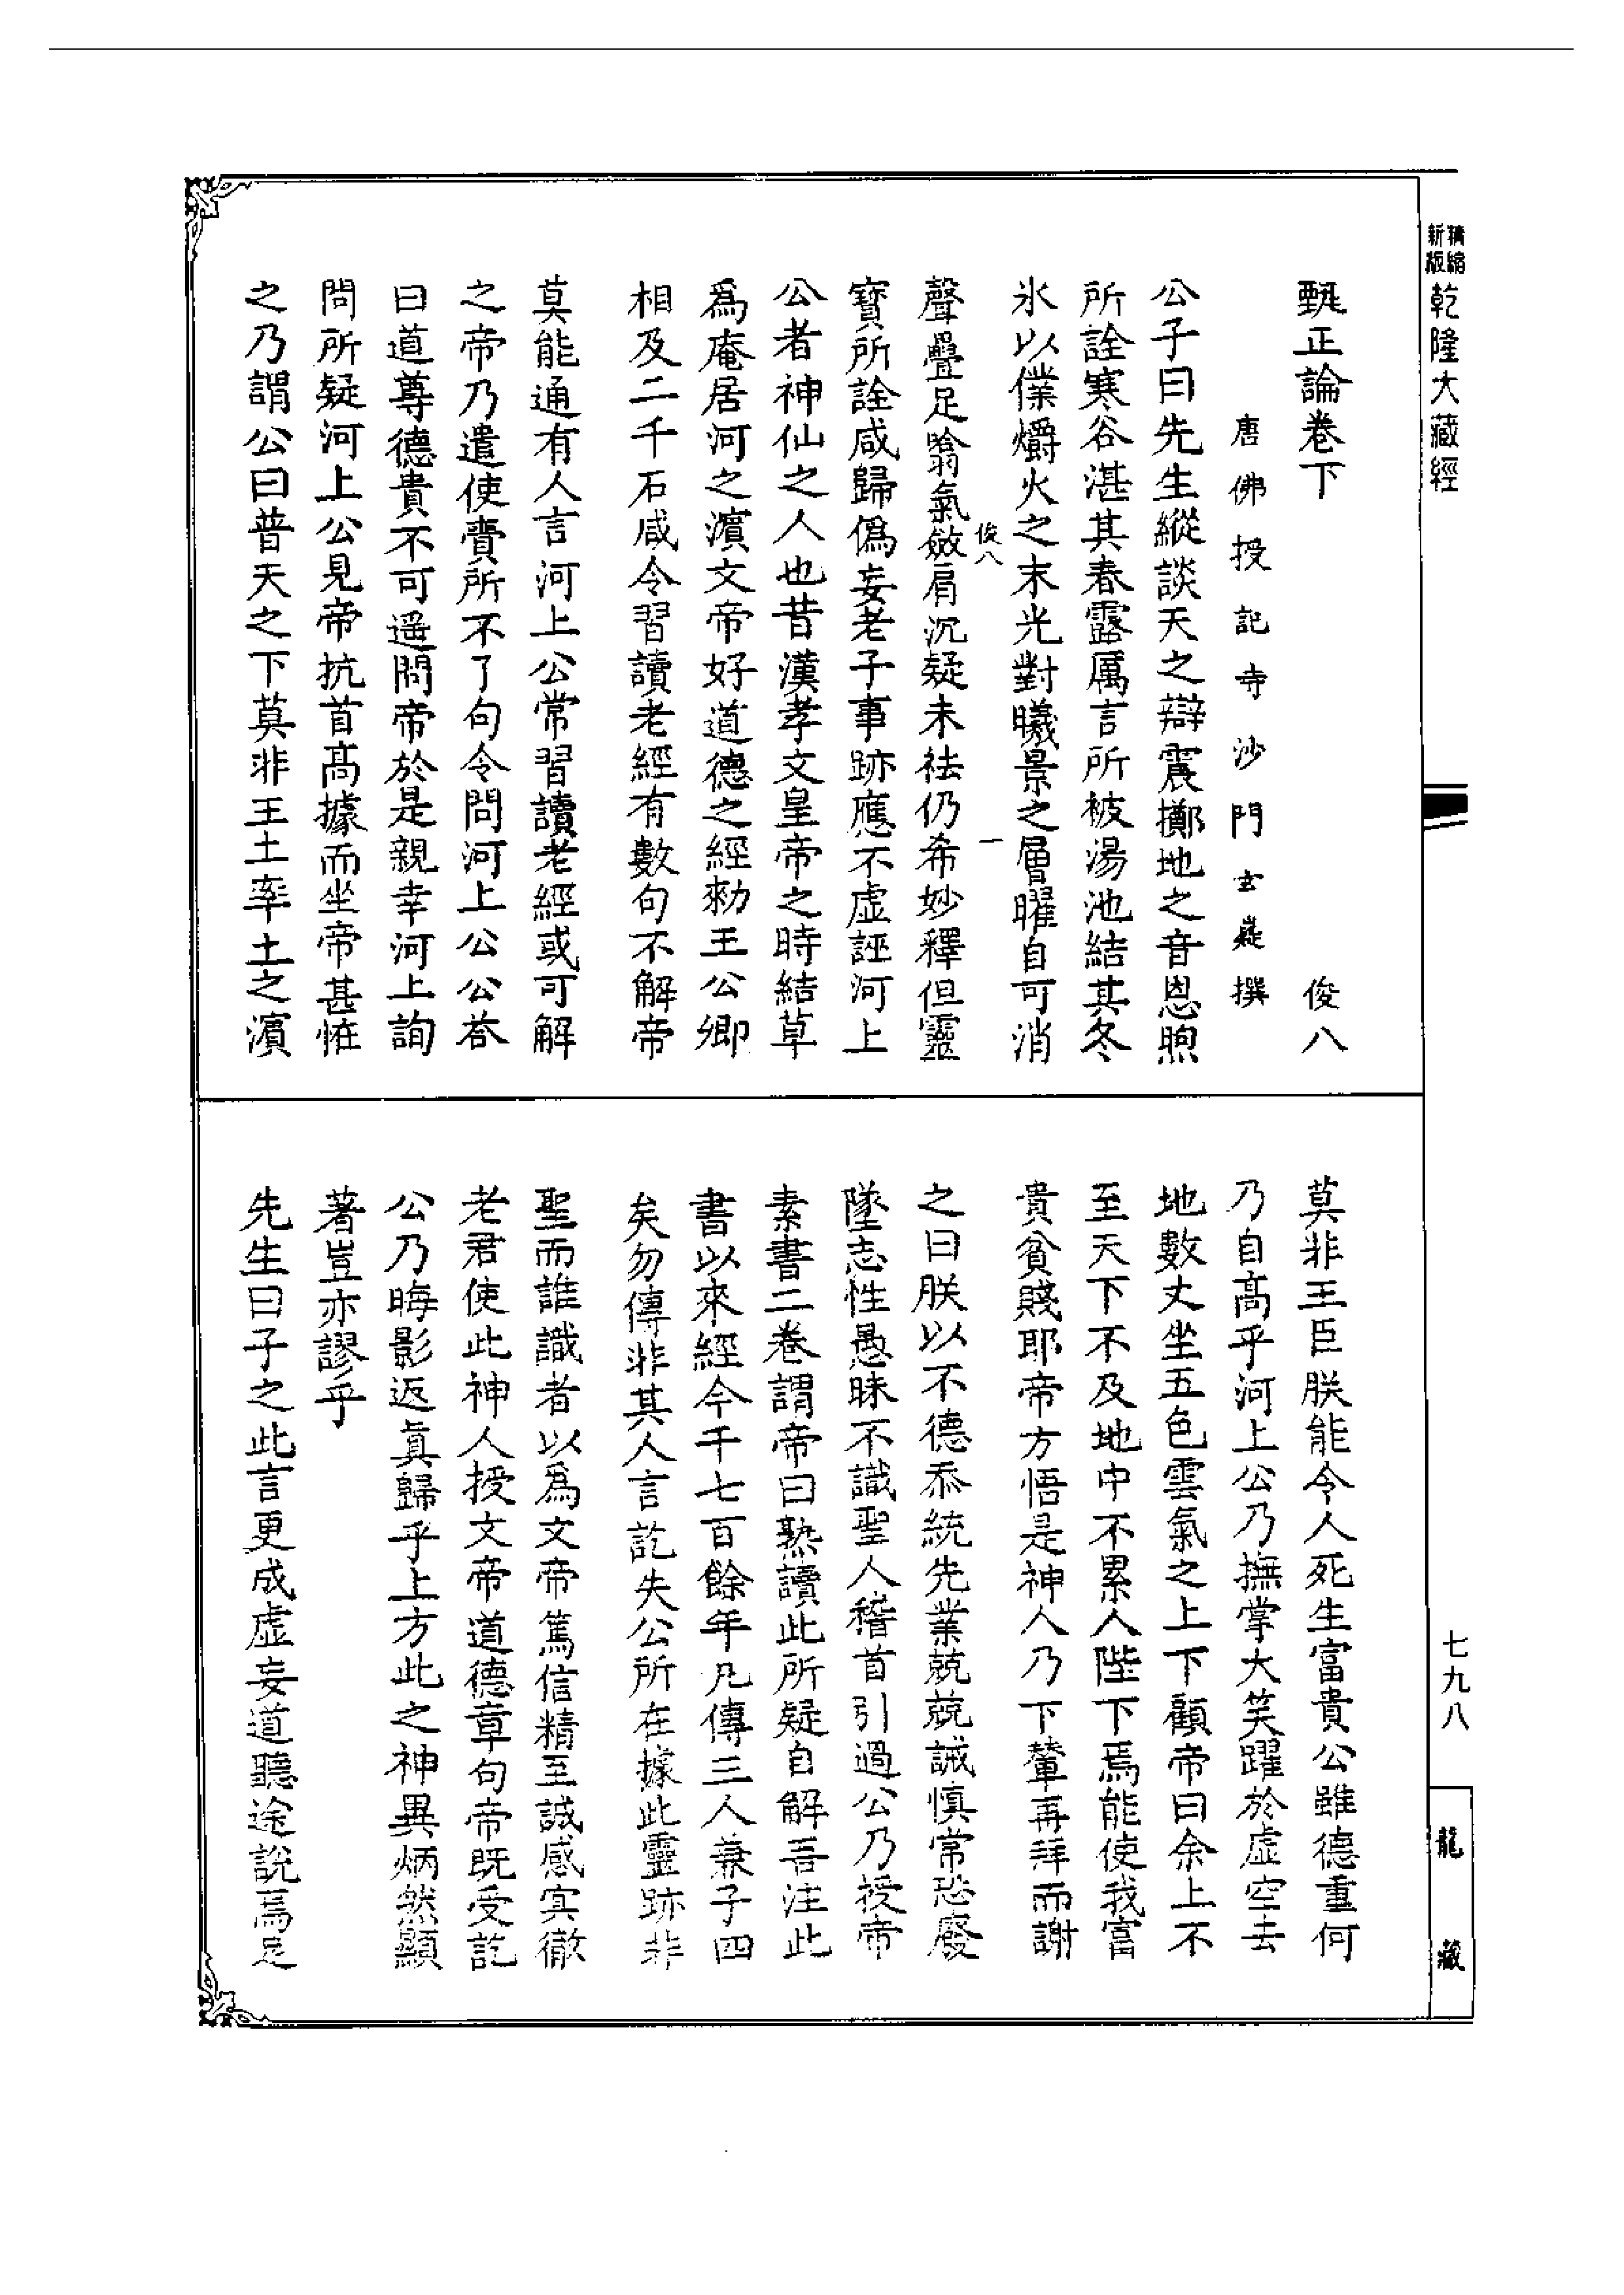 精縮
新版
乾隆大藏經
甄正論卷下 俊八
唐佛授記寺沙門玄嶷撰
公子曰先生縱談天之辯震擲地之音恩煦
所詮寒谷湛其春露厲言所被湯池結其冬
氷以僕爝火之末光對曦景之層曜自可消
俊八 一
聲疊足噏氣斂肩沉疑未祛仍希妙釋但靈
寶所詮咸歸僞妄老子事跡應不虛誣河上
公者神仙之人也昔漢孝文皇帝之時結草
爲庵居河之濵文帝好道德之經勑王公卿
相及二千石咸令習讀老經有數句不解帝
莫能通有人言河上公常習讀老經或可解
之帝乃遣使賷所不了句令問河上公公荅
曰道尊德貴不可遥問帝於是親幸河上詢
問所疑河上公見帝抗首髙據而坐帝甚恠
之乃謂公曰普天之下莫非王土率土之濵
莫非王臣朕能令人死生富貴公雖德重何
乃自髙乎河上公乃撫掌大笑躍於虛空去
地數丈坐五色雲氣之上下顧帝曰余上不
至天下不及地中不累人陛下焉能使我富
貴貧賤耶帝方悟是神人乃下輦再拜而謝
之曰朕以不德忝統先業兢兢誡慎常恐廢
墜志性愚昧不識聖人稽首引過公乃授帝
素書二卷謂帝曰熟讀此所疑自解吾注此
書以來經今千七百餘年凡傳三人兼子四
矣勿傳非其人言訖失公所在據此靈跡非
聖而誰識者以爲文帝篤信精至誠感寘徹
老君使此神人授文帝道德章句帝既受訖
公乃晦影返眞歸乎上方此之神異炳然顯
著豈亦謬乎
先生曰子之此言更成虛妄道聽途說焉足
七九八
龍藏